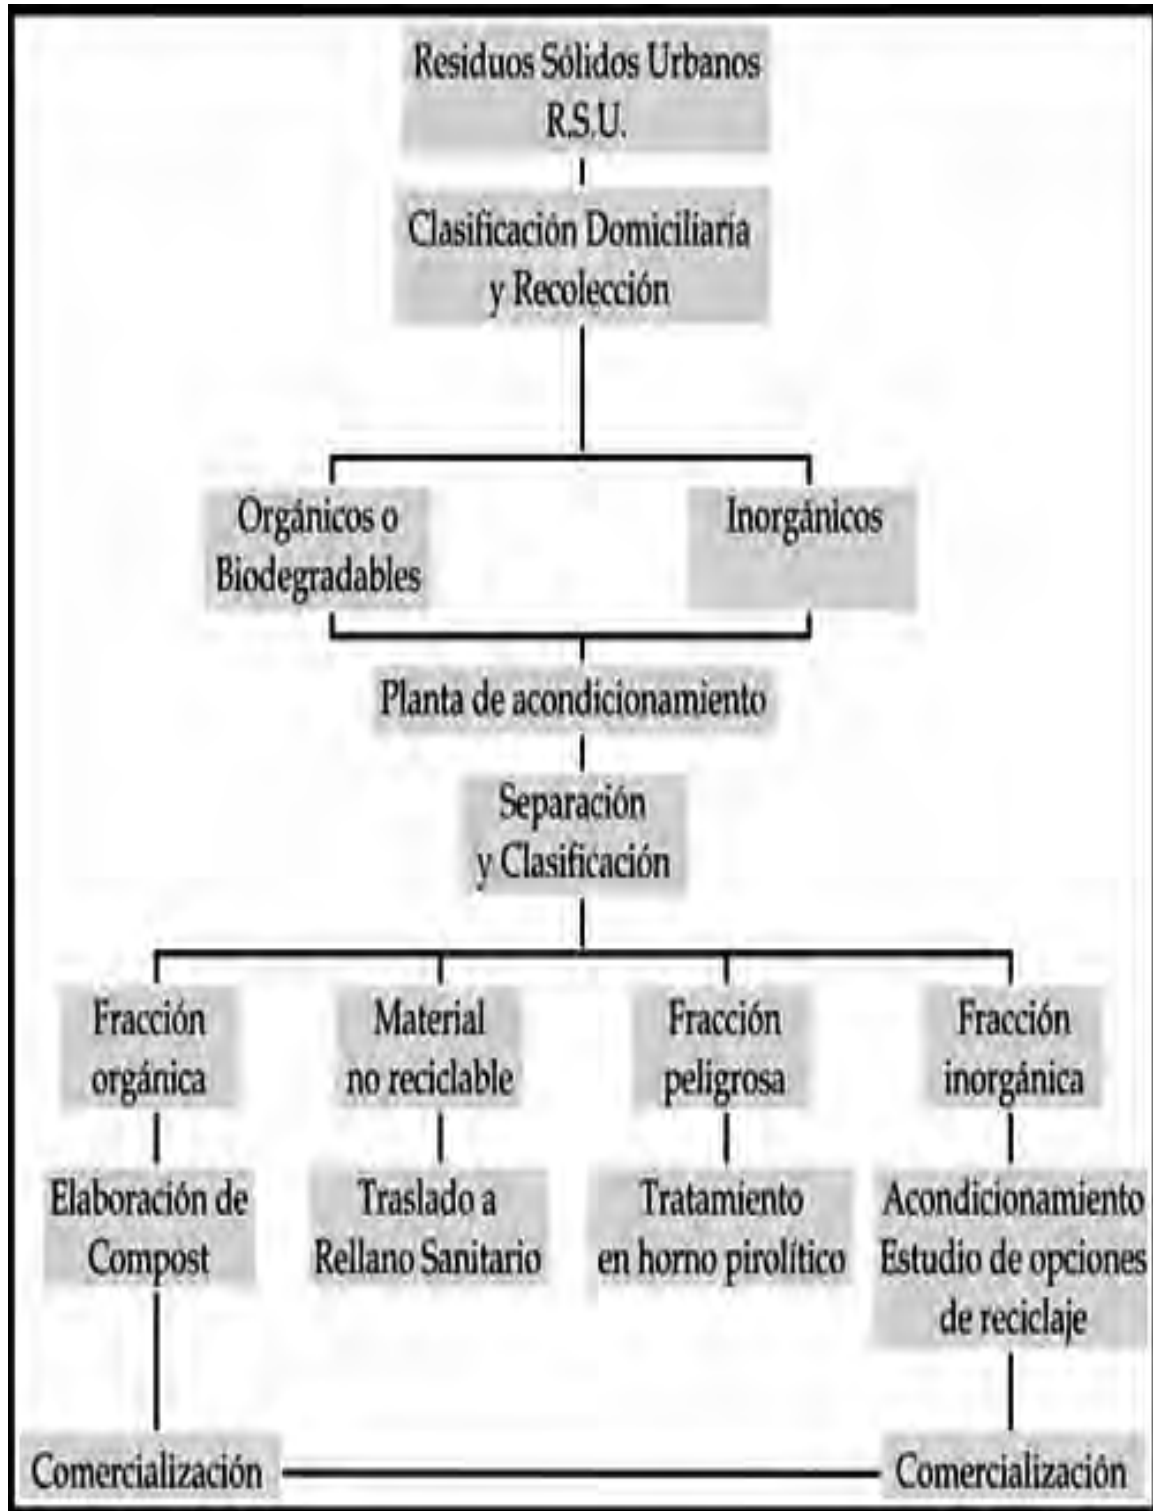 Residuos Sólidos Urbanos
R.S.U.
Clasificación Domiciliaria
y Recolección
Orgánicos o
Biodegradables
Inorgánicos
Planta de acondicionamiento
Separación
y Clasificación
Fracción
orgánica
Material
no reciclable
Fracción
peligrosa
Fracción
inorgánica
Elaboración de
Compost
Traslado a
Rellano Sanitario
Tratamiento
en horno pirolítico
Acondicionamiento
Estudio de opciones
de reciclaje
Comercialización
Comercialización